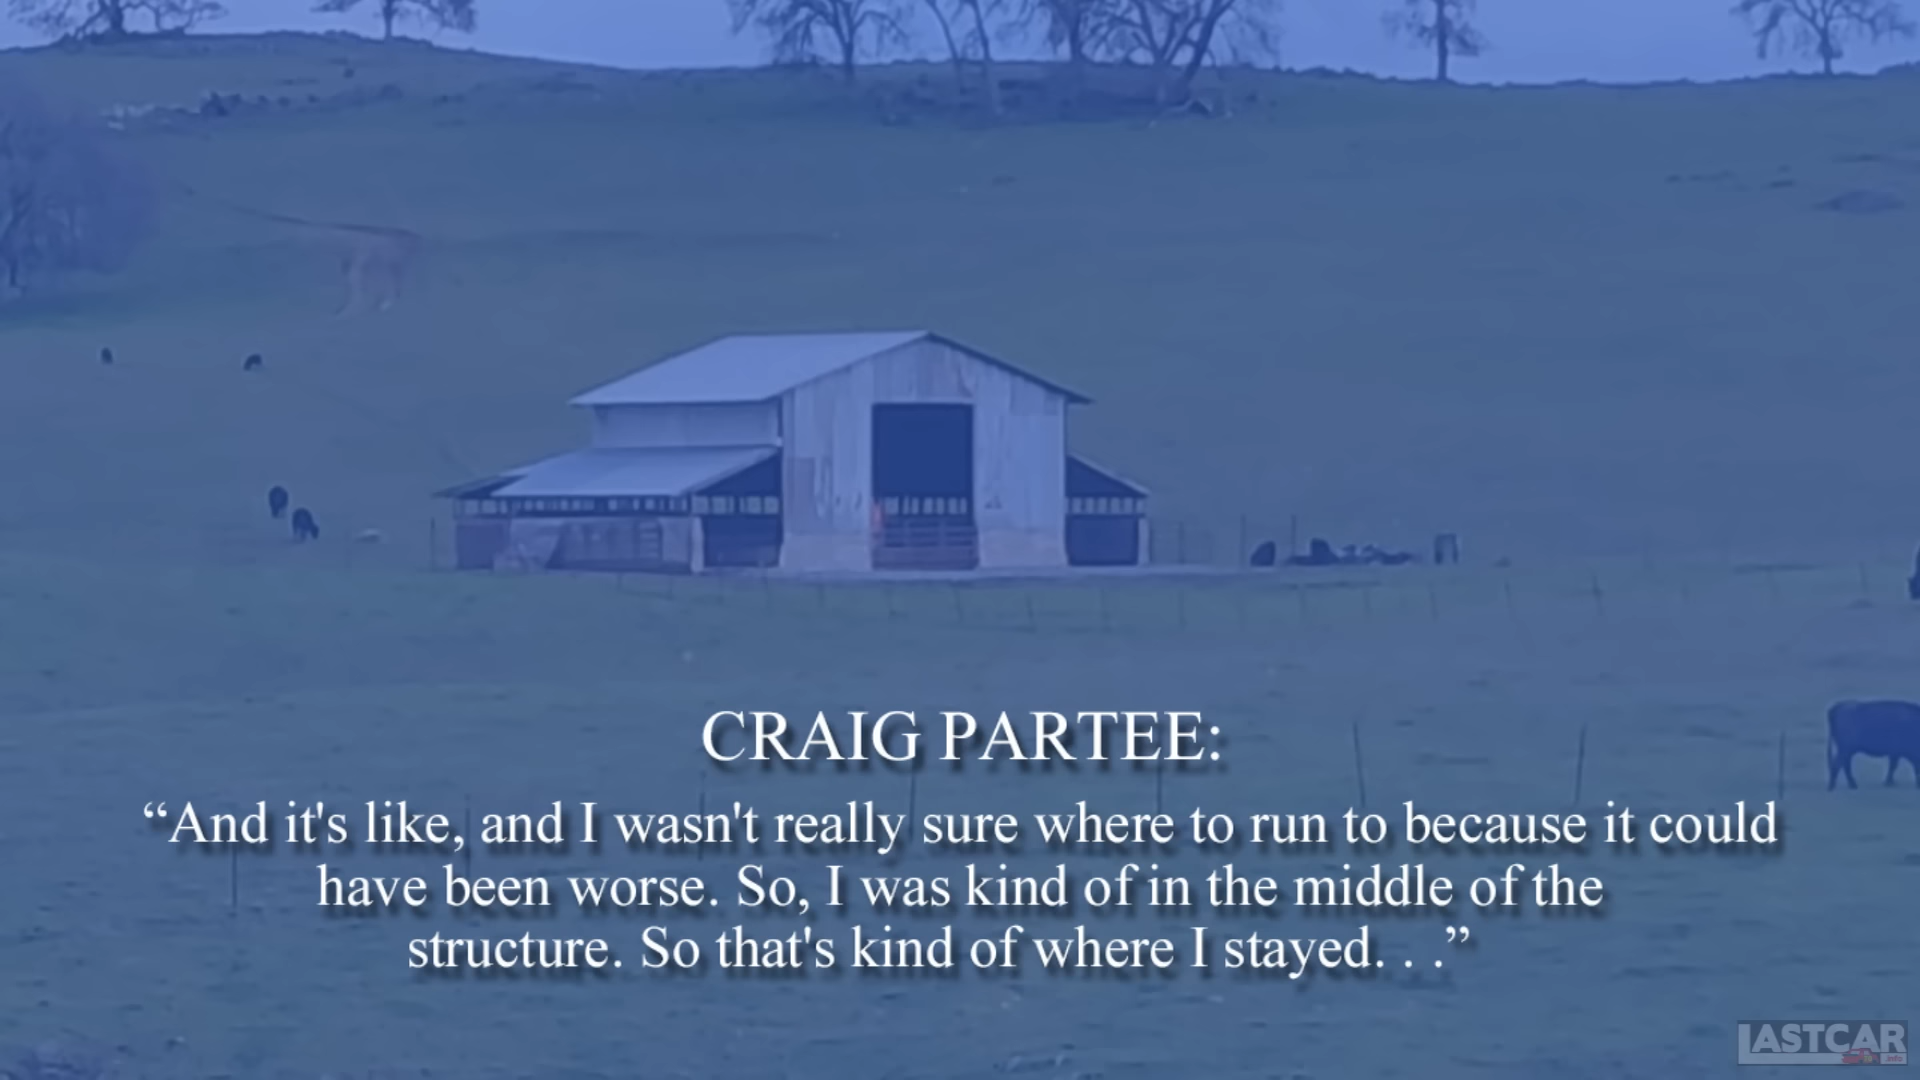 CRAIG PARTEE:
“And it's like, and I wasn't really sure where to run to because it could
have been worse. So, I was kind of in the middle of the
structure. So that's kind of where I stayed. . .”
LASTCAR
.info